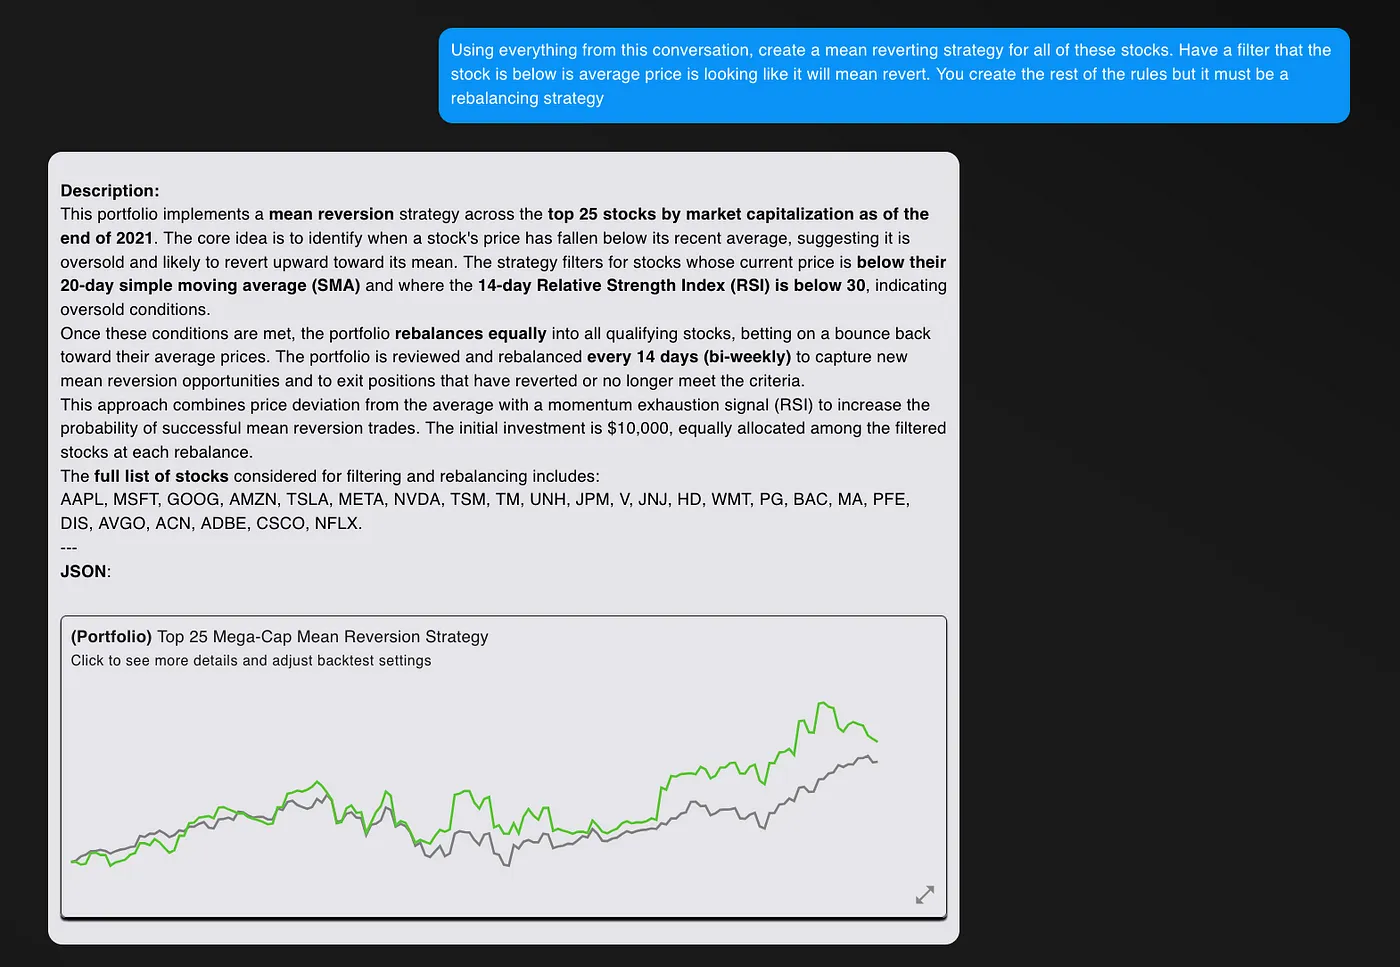 Using everything from this conversation, create a mean reverting strategy for all of these stocks. Have a filter that the
stock is below is average price is looking like it will mean revert. You create the rest of the rules but it must be a
rebalancing strategy
Description:
This portfolio implements a mean reversion strategy across the top 25 stocks by market capitalization as of the
end of 2021. The core idea is to identify when a stock's price has fallen below its recent average, suggesting it is
oversold and likely to revert upward toward its mean. The strategy filters for stocks whose current price is below their
20-day simple moving average (SMA) and where the 14-day Relative Strength Index (RSI) is below 30, indicating
oversold conditions.
Once these conditions are met, the portfolio rebalances equally into all qualifying stocks, betting on a bounce back
toward their average prices. The portfolio is reviewed and rebalanced every 14 days (bi-weekly) to capture new
mean reversion opportunities and to exit positions that have reverted or no longer meet the criteria.
This approach combines price deviation from the average with a momentum exhaustion signal (RSI) to increase the
probability of successful mean reversion trades. The initial investment is $10,000, equally allocated among the filtered
stocks at each rebalance.
The full list of stocks considered for filtering and rebalancing includes:
AAPL, MSFT, GOOG, AMZN, TSLA, META, NVDA, TSM, TM, UNH, JPM, V, JNJ, HD, WMT, PG, BAC, MA, PFE,
DIS, AVGO, ACN, ADBE, CSCO, NFLX.
---
JSON:
(Portfolio) Top 25 Mega-Cap Mean Reversion Strategy
Click to see more details and adjust backtest settings